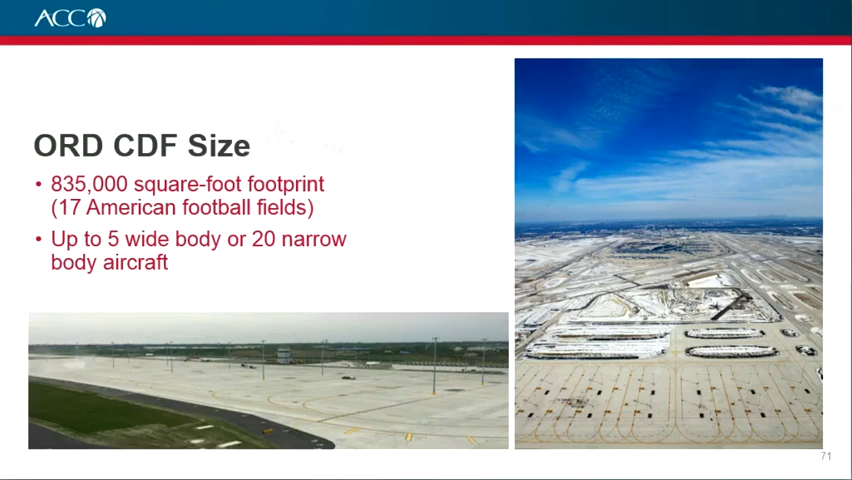 ACC
ORD CDF Size
• 835,000 square-foot footprint
(17 American football fields)
• Up to 5 wide body or 20 narrow
body aircraft
71